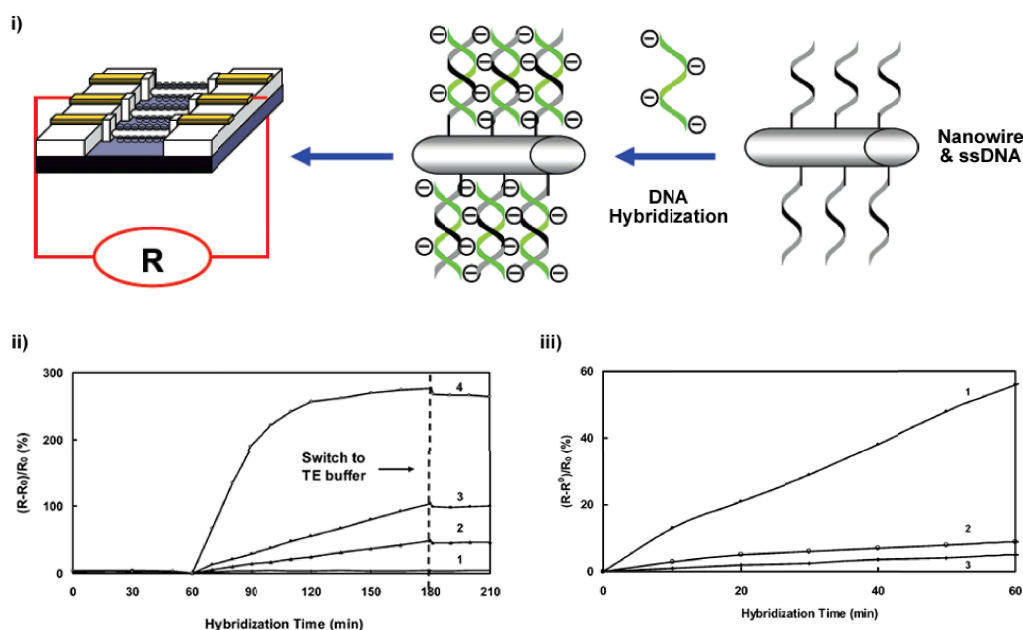 i)
R
DNA
Hybridization
Nanowire
& ssDNA
ii)
(R-R₀)/R₀ (%)
300
200
100
0
4
3
2
1
Switch to
TE buffer
0 30 60 90 120 150 180 210
Hybridization Time (min)
iii)
(R-R⁰)/R₀ (%)
60
40
20
0
1
2
3
0 20 40 60
Hybridization Time (min)